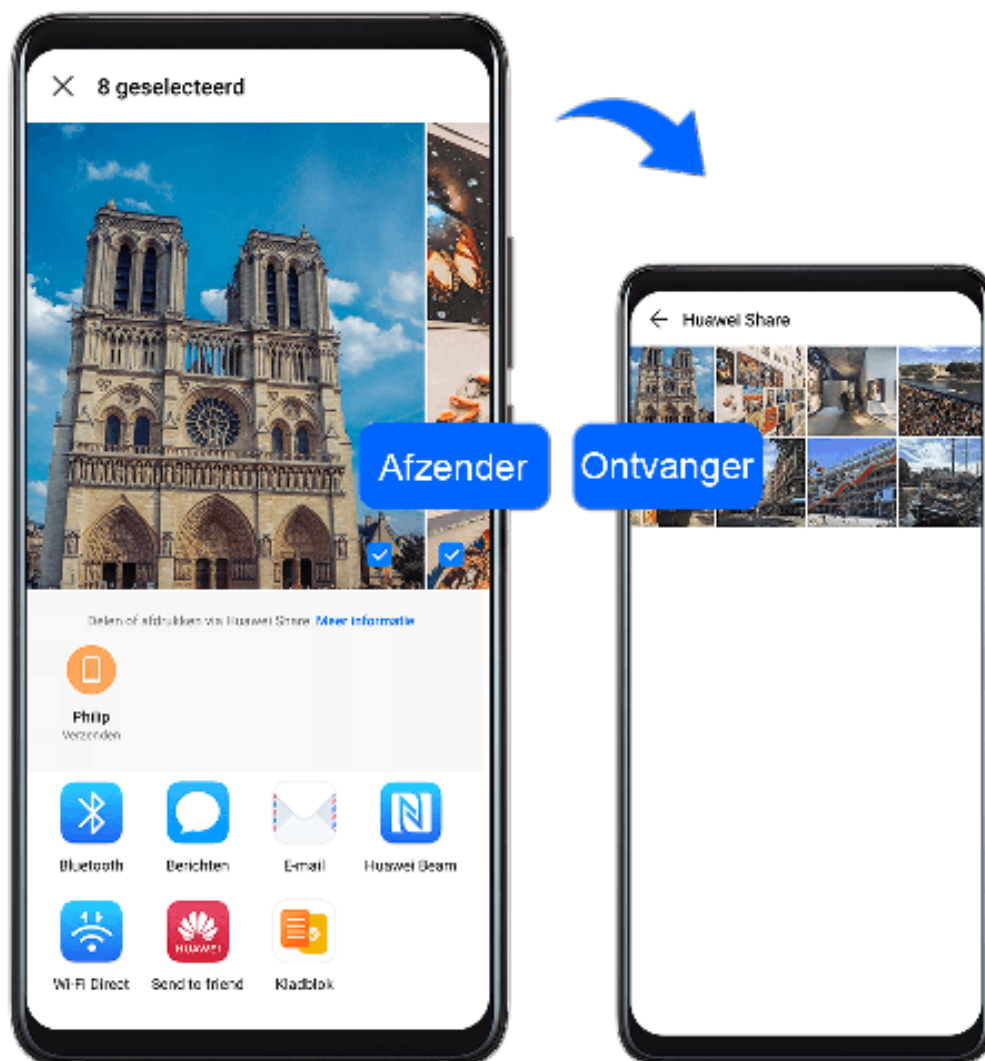 8 geselecteerd
Huawei Share
Afzender
Ontvanger
Delen of afdrukken via Huawei Share Meer informatie
Philip
Verzenden
Bluetooth
Berichten
E-mail
Huawei Beam
HUAWEI
Wi-Fi Direct
Send to friend
Kladblok